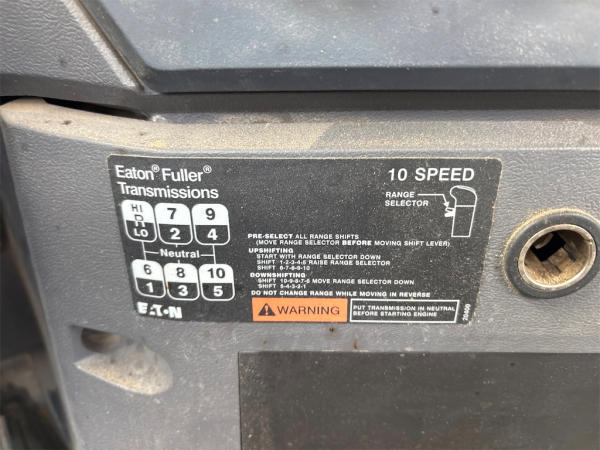 Eaton® Fuller®
Transmissions
10 SPEED
RANGE
SELECTOR
HI
R
LO
7
2
9
4
Neutral
6
1
8
3
10
5
PRE-SELECT ALL RANGE SHIFTS
(MOVE RANGE SELECTOR BEFORE MOVING SHIFT LEVER)
UPSHIFTING
START WITH RANGE SELECTOR DOWN
SHIFT 1-2-3-4-5 RAISE RANGE SELECTOR
SHIFT 6-7-8-9-10
DOWNSHIFTING
SHIFT 10-9-8-7-6 MOVE RANGE SELECTOR DOWN
SHIFT 5-4-3-2-1
DO NOT CHANGE RANGE WHILE MOVING IN REVERSE
EATON
WARNING
PUT TRANSMISSION IN NEUTRAL
BEFORE STARTING ENGINE